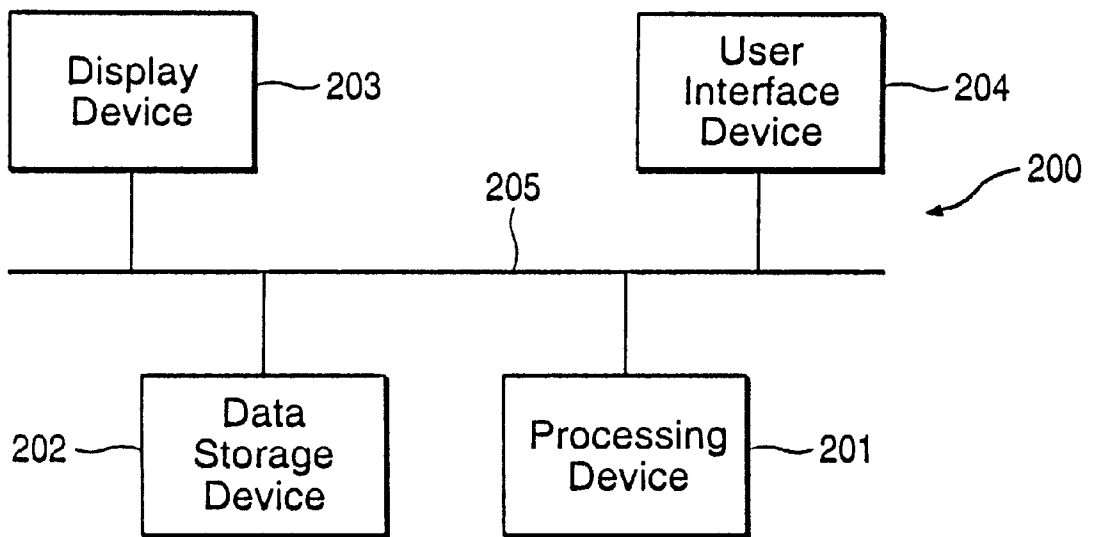 Display
Device
203
User
Interface
Device
204
200
205
Data
Storage
Device
202
Processing
Device
201